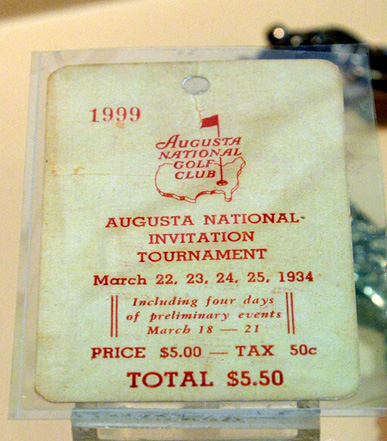 1999
AUGUSTA
NATIONAL
GOLF
CLUB
AUGUSTA NATIONAL
INVITATION
TOURNAMENT
March 22, 23, 24, 25, 1934
Including four days
of preliminary events
March 18 — 21
PRICE $5.00 — TAX 50c
TOTAL $5.50